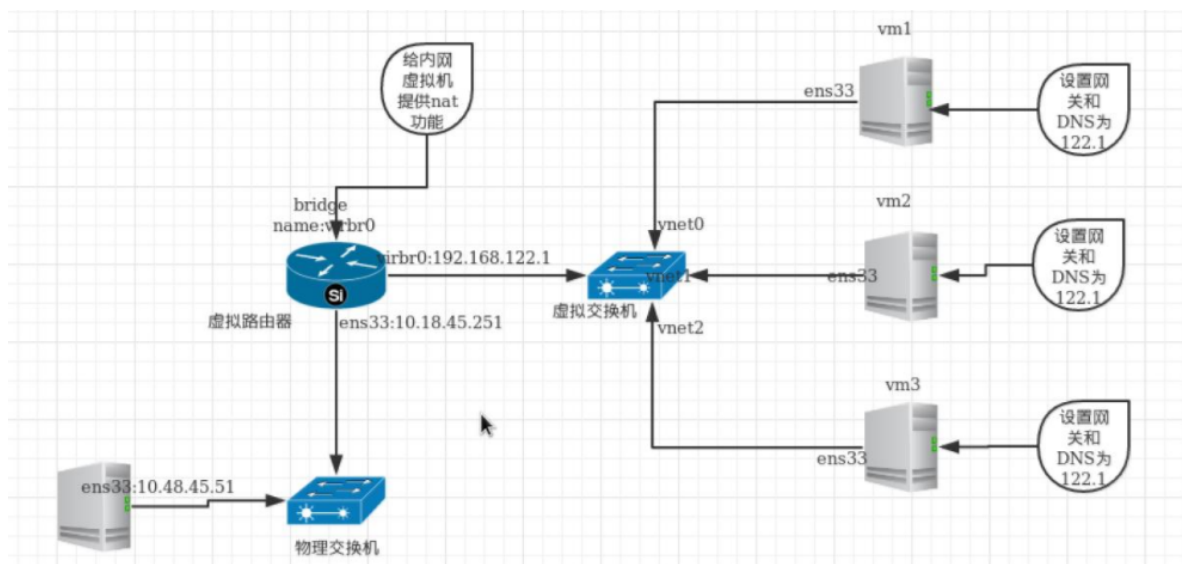 vm1
给内网
虚拟机
提供nat
功能
ens33
设置网
关和
DNS为
122.1
bridge
name:virbr0
vnet0
vm2
virbr0:192.168.122.1
vnet1
ens33
设置网
关和
DNS为
122.1
虚拟路由器
ens33:10.18.45.251
虚拟交换机
vnet2
vm3
ens33
设置网
关和
DNS为
122.1
ens33:10.48.45.51
物理交换机
Si